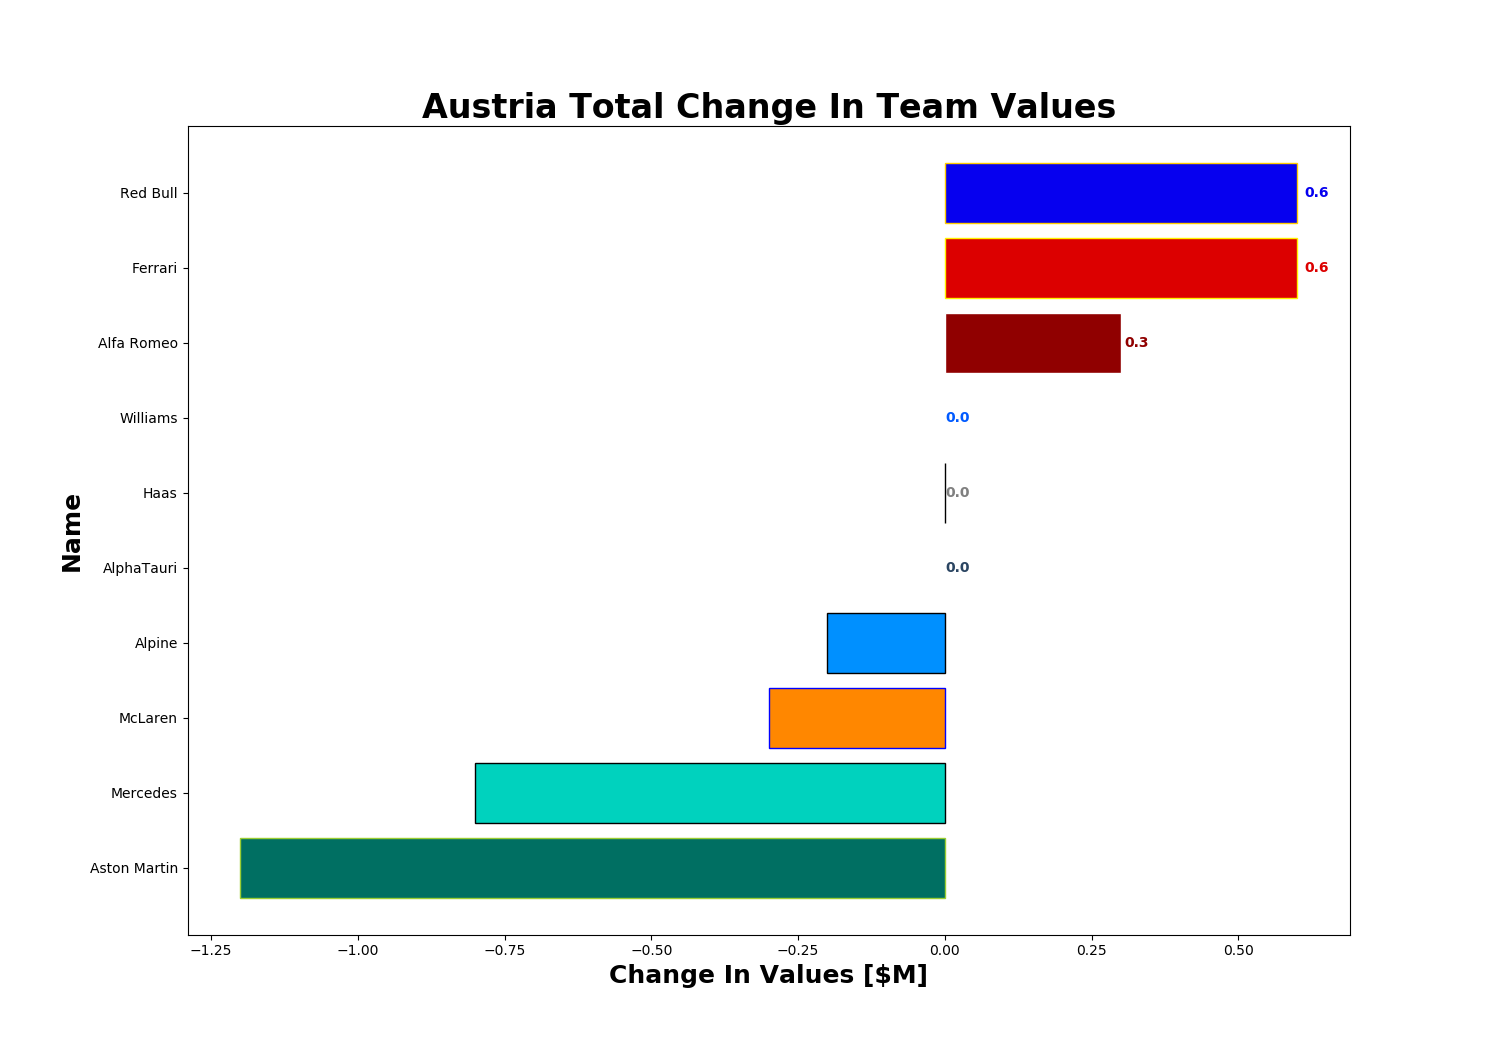 Austria Total Change In Team Values
Red Bull 0.6
Ferrari 0.6
Alfa Romeo 0.3
Williams 0.0
Haas 0.0
AlphaTauri 0.0
Alpine
McLaren
Mercedes
Aston Martin
Name
−1.25 −1.00 −0.75 −0.50 −0.25 0.00 0.25 0.50
Change In Values [$M]